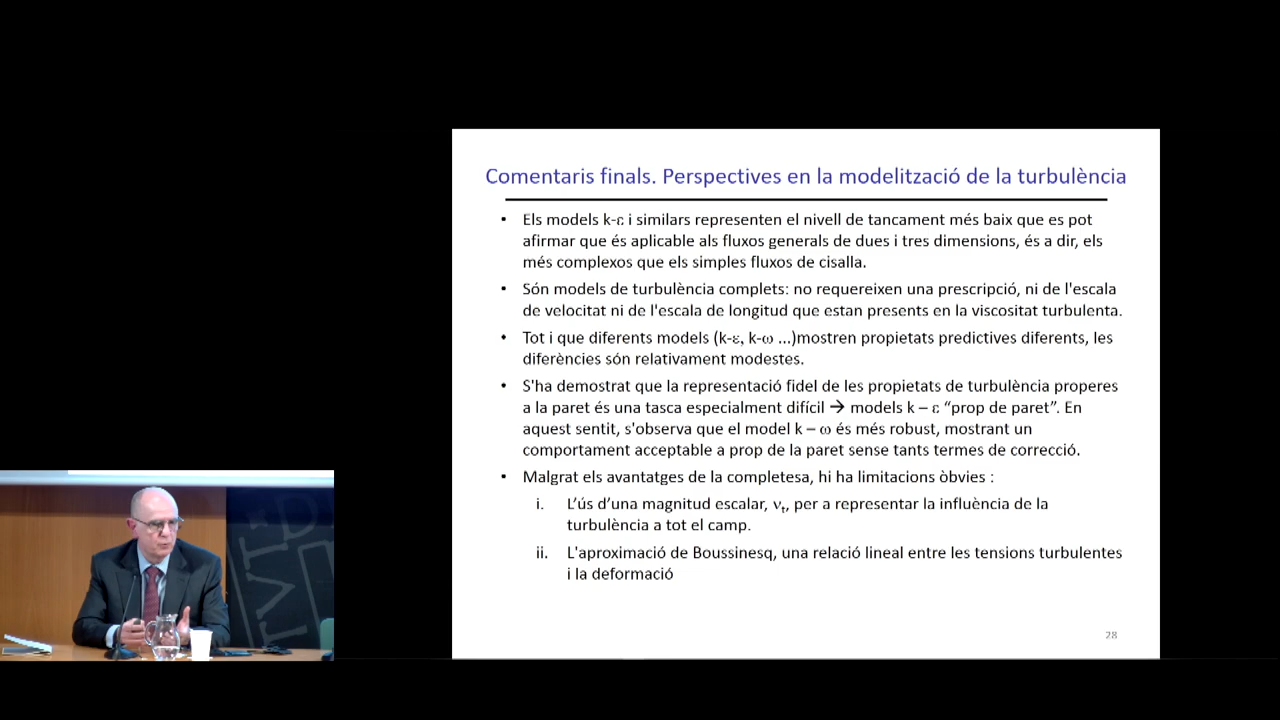 Comentaris finals. Perspectives en la modelització de la turbulència
• Els models k-ε i similars representen el nivell de tancament més baix que es pot
afirmar que és aplicable als fluxos generals de dues i tres dimensions, és a dir, els
més complexos que els simples fluxos de cisalla.
• Són models de turbulència complets: no requereixen una prescripció, ni de l'escala
de velocitat ni de l'escala de longitud que estan presents en la viscositat turbulenta.
• Tot i que diferents models (k-ε, k-ω ...)mostren propietats predictives diferents, les
diferències són relativament modestes.
• S'ha demostrat que la representació fidel de les propietats de turbulència properes
a la paret és una tasca especialment difícil → models k – ε “prop de paret”. En
aquest sentit, s'observa que el model k – ω és més robust, mostrant un
comportament acceptable a prop de la paret sense tants termes de correcció.
• Malgrat els avantatges de la completesa, hi ha limitacions òbvies :
i. L’ús d’una magnitud escalar, νt, per a representar la influència de la
turbulència a tot el camp.
ii. L'aproximació de Boussinesq, una relació lineal entre les tensions turbulentes
i la deformació
28